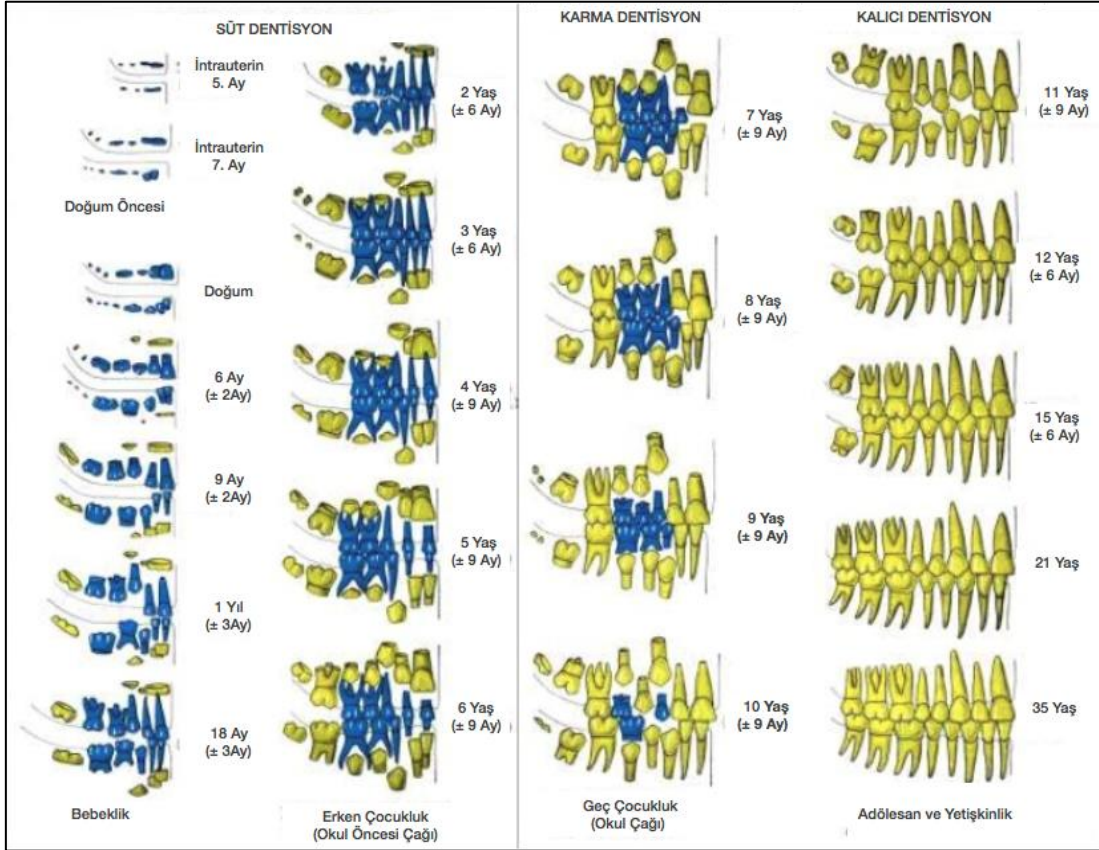 SÜT DENTİSYON
İntrauterin
5. Ay
İntrauterin
7. Ay
Doğum Öncesi
Doğum
6 Ay
(± 2Ay)
9 Ay
(± 2Ay)
1 Yıl
(± 3Ay)
18 Ay
(± 3Ay)
Bebeklik
2 Yaş
(± 6 Ay)
3 Yaş
(± 6 Ay)
4 Yaş
(± 9 Ay)
5 Yaş
(± 9 Ay)
6 Yaş
(± 9 Ay)
Erken Çocukluk
(Okul Öncesi Çağı)
KARMA DENTİSYON
7 Yaş
(± 9 Ay)
8 Yaş
(± 9 Ay)
9 Yaş
(± 9 Ay)
10 Yaş
(± 9 Ay)
Geç Çocukluk
(Okul Çağı)
KALICI DENTİSYON
11 Yaş
(± 9 Ay)
12 Yaş
(± 6 Ay)
15 Yaş
(± 6 Ay)
21 Yaş
35 Yaş
Adölesan ve Yetişkinlik